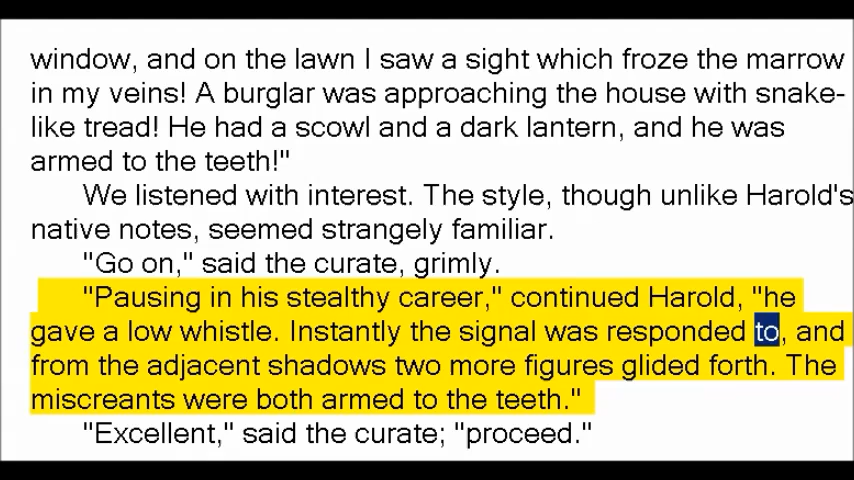 window, and on the lawn I saw a sight which froze the marrow
in my veins! A burglar was approaching the house with snake-
like tread! He had a scowl and a dark lantern, and he was
armed to the teeth!"
We listened with interest. The style, though unlike Harold's
native notes, seemed strangely familiar.
"Go on," said the curate, grimly.
"Pausing in his stealthy career," continued Harold, "he
gave a low whistle. Instantly the signal was responded to, and
from the adjacent shadows two more figures glided forth. The
miscreants were both armed to the teeth."
"Excellent," said the curate; "proceed."